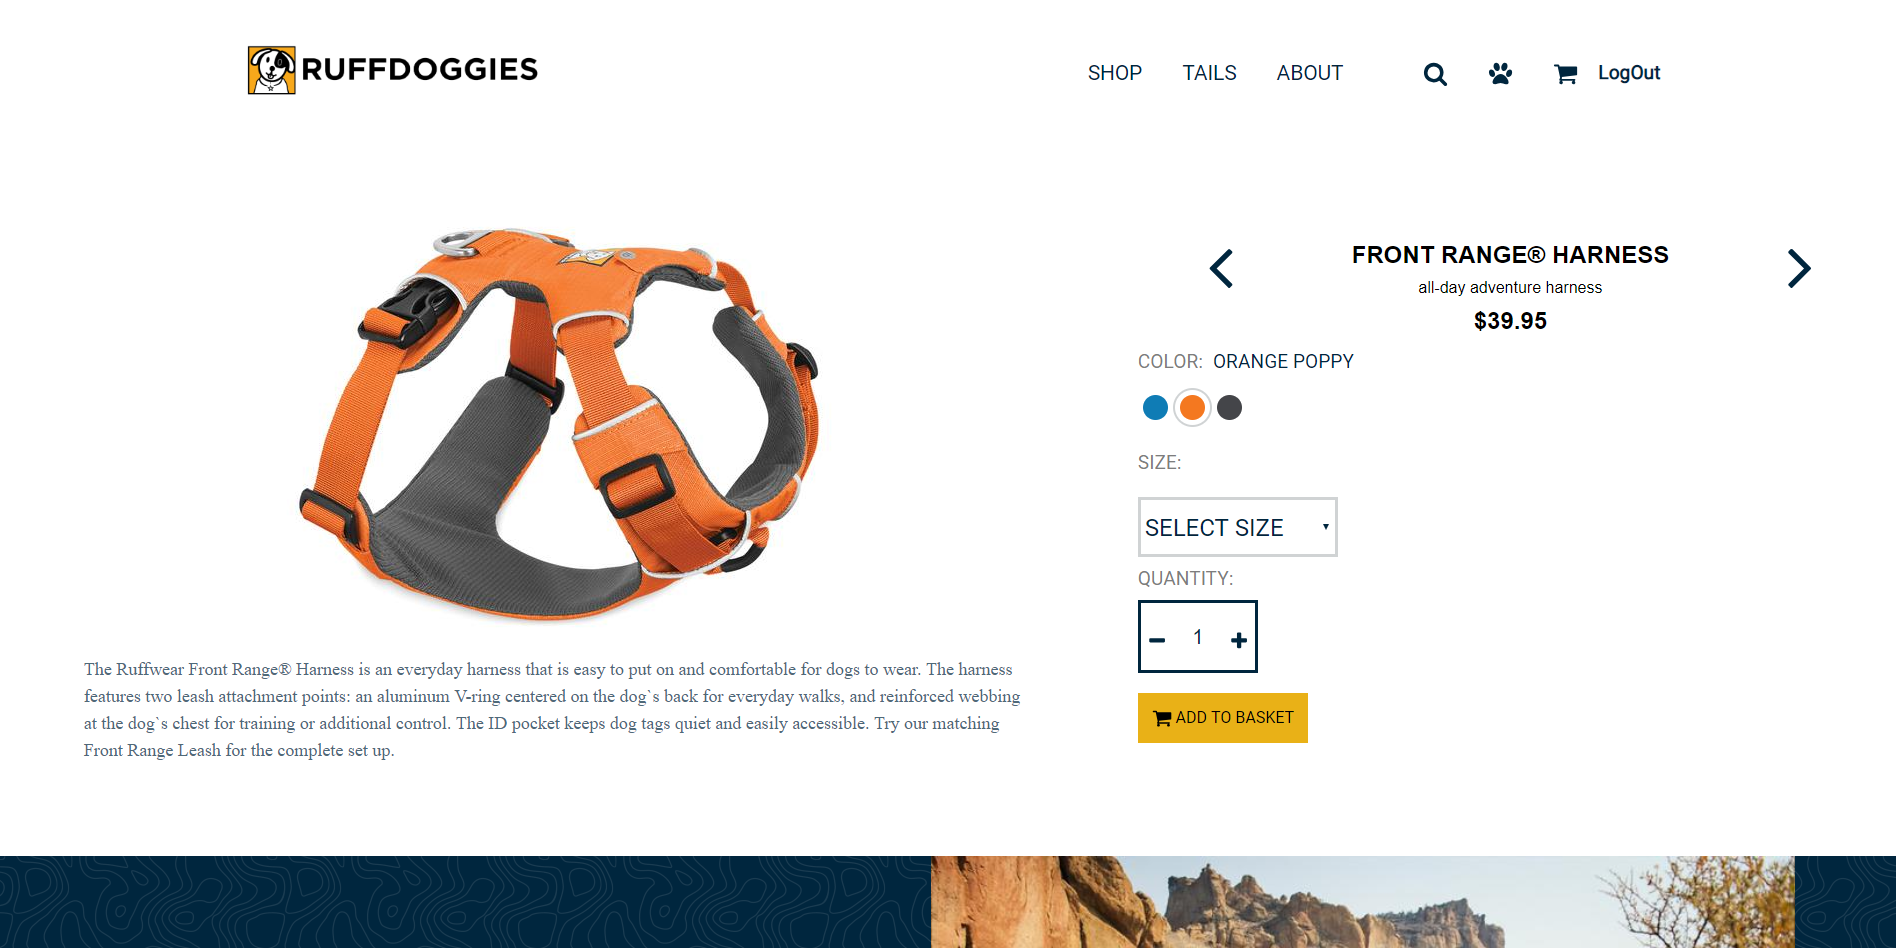 RUFFDOGGIES
SHOP TAILS ABOUT LogOut
FRONT RANGE® HARNESS
all-day adventure harness
$39.95
COLOR: ORANGE POPPY
SIZE:
SELECT SIZE
QUANTITY:
1
ADD TO BASKET
The Ruffwear Front Range® Harness is an everyday harness that is easy to put on and comfortable for dogs to wear. The harness
features two leash attachment points: an aluminum V-ring centered on the dog`s back for everyday walks, and reinforced webbing
at the dog`s chest for training or additional control. The ID pocket keeps dog tags quiet and easily accessible. Try our matching
Front Range Leash for the complete set up.